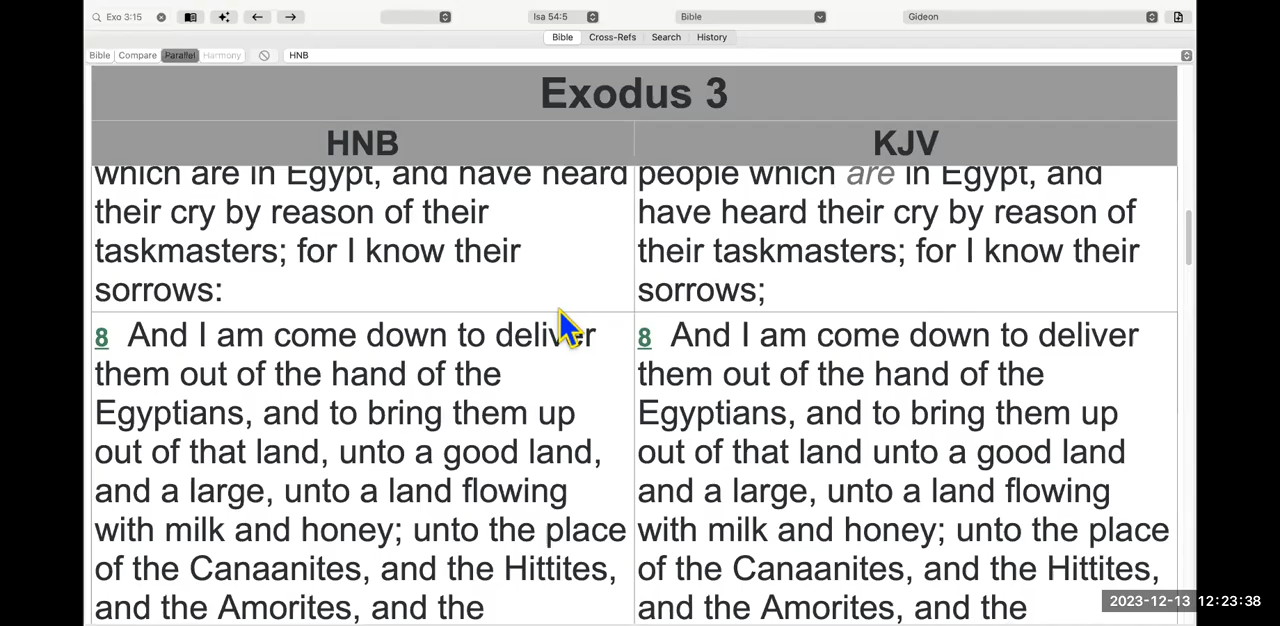 Exo 3:15
Isa 54:5
Bible
Gideon
Bible Cross-Refs Search History
Bible Compare Parallel Harmony HNB
Exodus 3
HNB
KJV
which are in Egypt, and have heard
their cry by reason of their
taskmasters; for I know their
sorrows:
people which are in Egypt, and
have heard their cry by reason of
their taskmasters; for I know their
sorrows;
8 And I am come down to deliver
them out of the hand of the
Egyptians, and to bring them up
out of that land, unto a good land,
and a large, unto a land flowing
with milk and honey; unto the place
of the Canaanites, and the Hittites,
and the Amorites, and the
8 And I am come down to deliver
them out of the hand of the
Egyptians, and to bring them up
out of that land unto a good land
and a large, unto a land flowing
with milk and honey; unto the place
of the Canaanites, and the Hittites,
and the Amorites, and the
2023-12-13 12:23:38